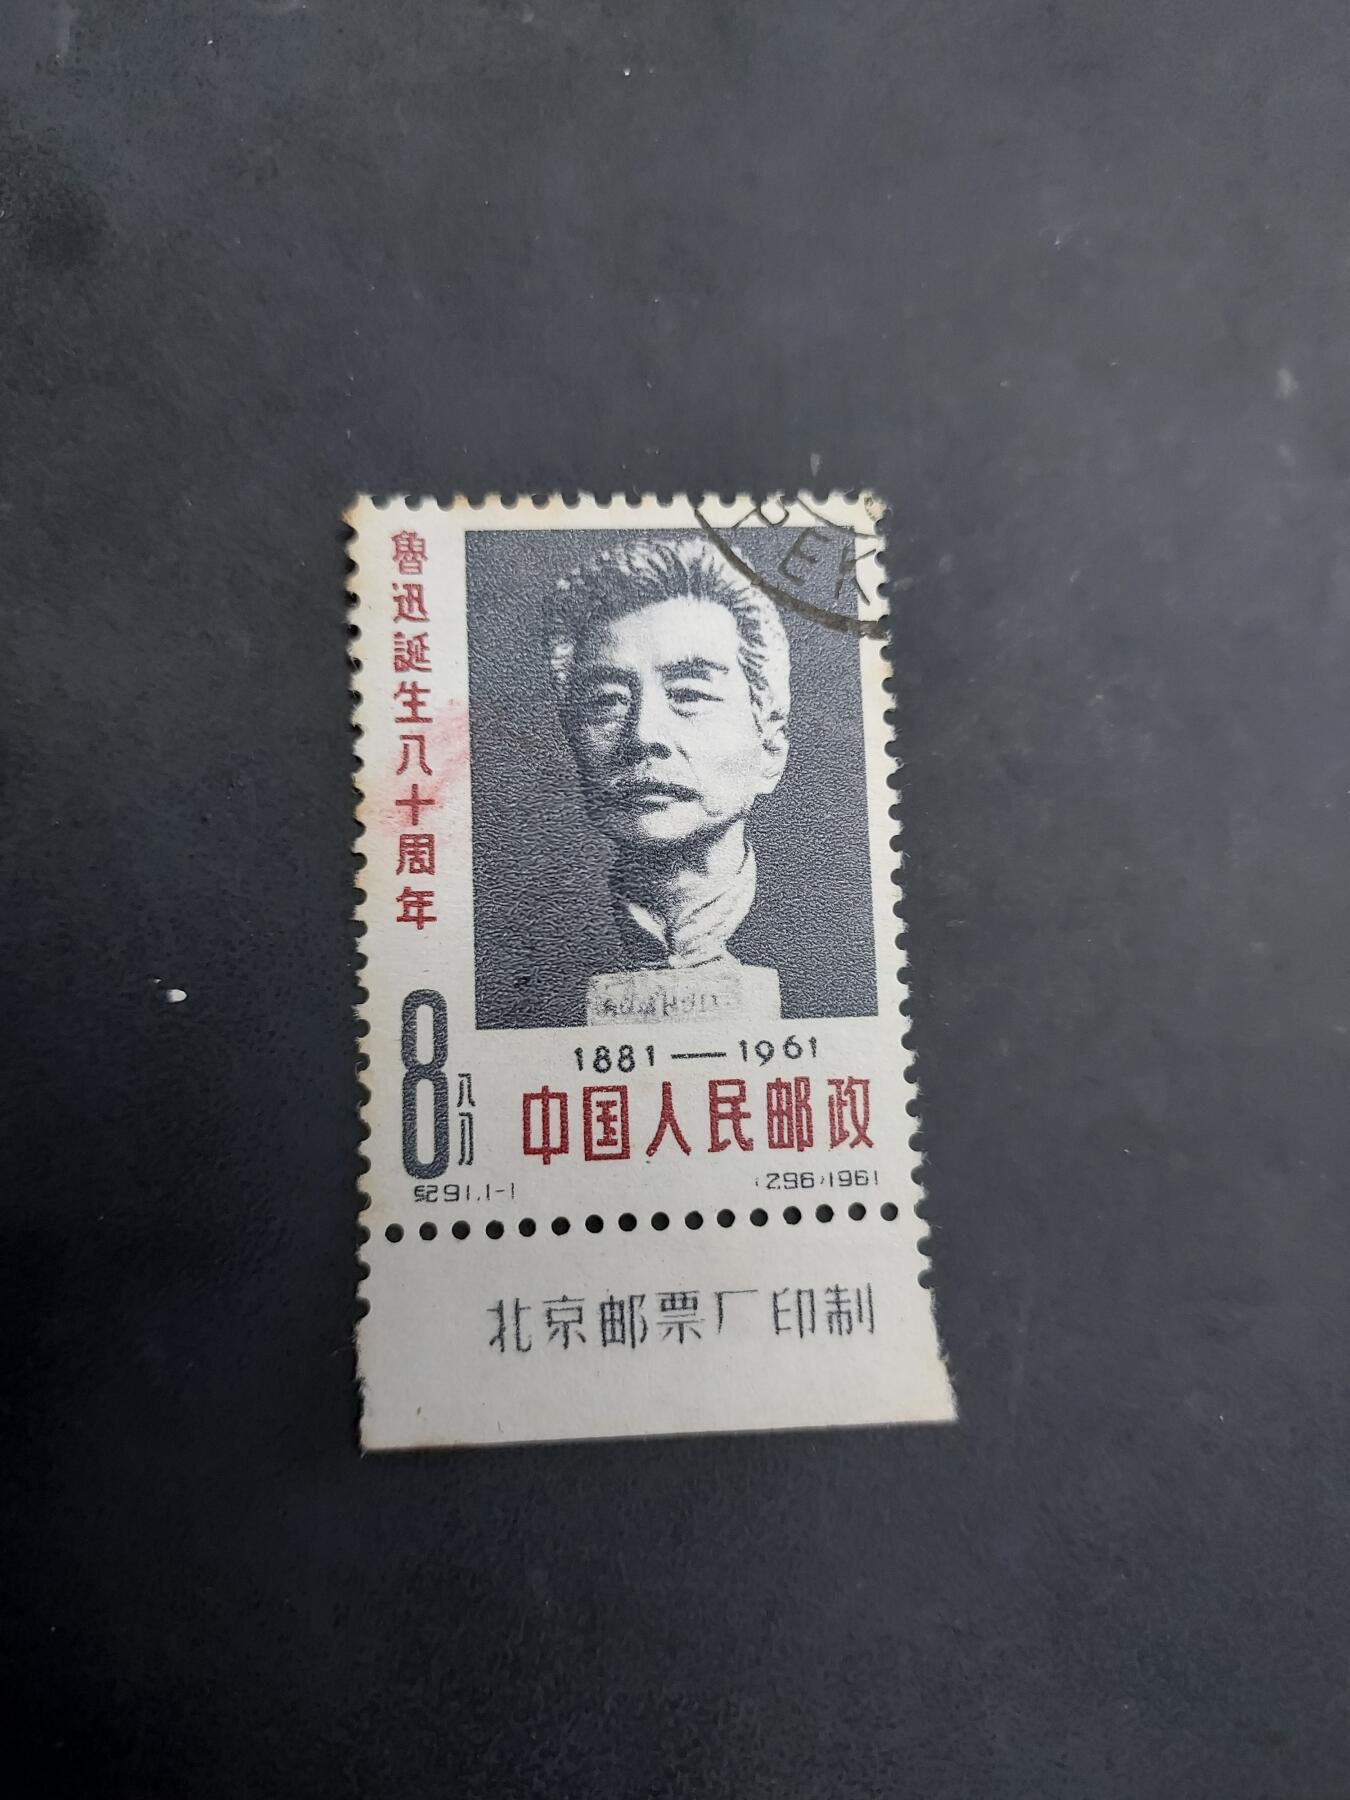 魯迅誕生八十周年
1881—1961
8
八分
中国人民邮政
纪91.1-1
(296)1961
北京邮票厂印制